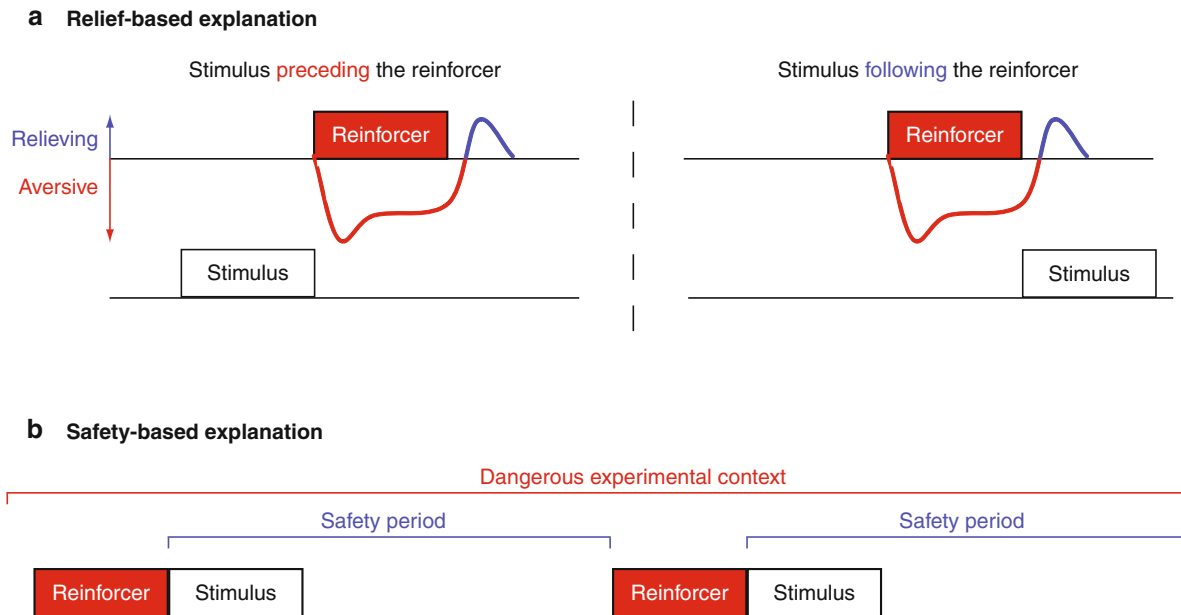 a Relief-based explanation
Stimulus preceding the reinforcer
Stimulus following the reinforcer
Relieving
Aversive
Reinforcer
Reinforcer
Stimulus
Stimulus
b Safety-based explanation
Dangerous experimental context
Safety period
Safety period
Reinforcer
Stimulus
Reinforcer
Stimulus